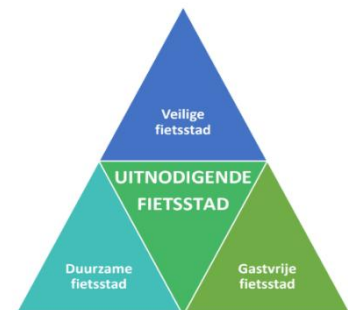 Veilige
fietsstad
UITNODIGENDE
FIETSSTAD
Duurzame
fietsstad
Gastvrije
fietsstad